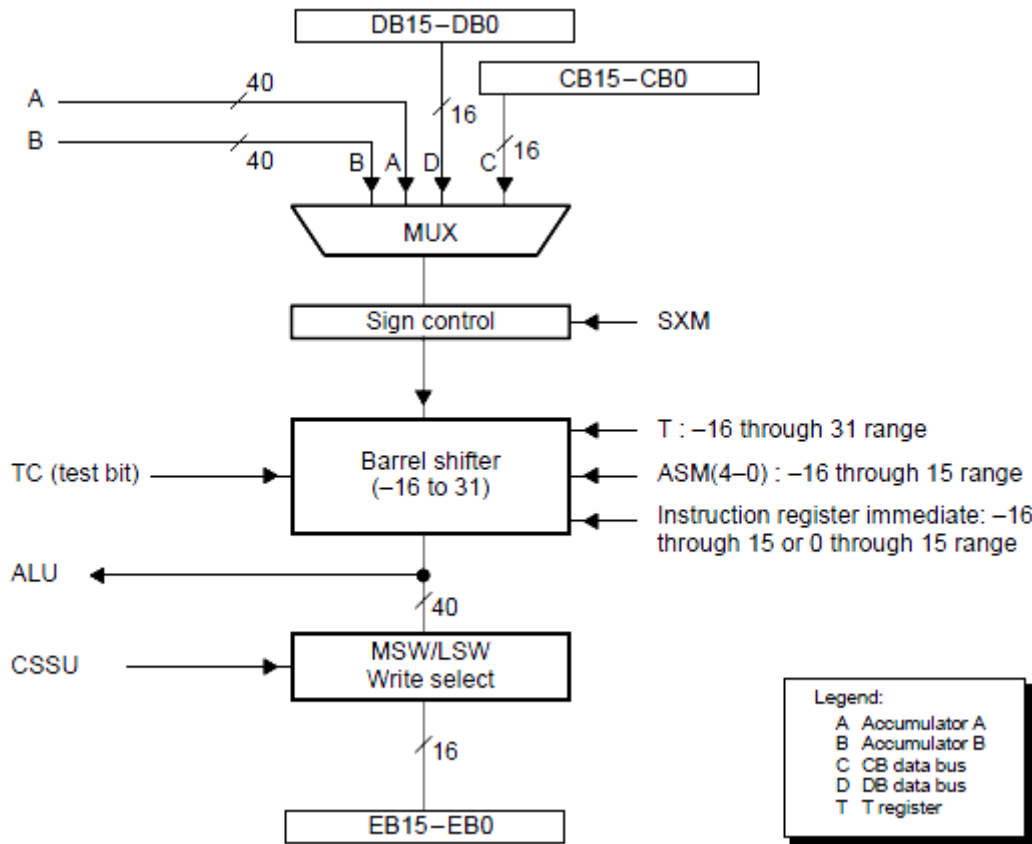 DB15–DB0
CB15–CB0
40
A
16
16
B
40
B A D C
MUX
Sign control
SXM
T : –16 through 31 range
Barrel shifter
(–16 to 31)
TC (test bit)
ASM(4–0) : –16 through 15 range
Instruction register immediate: –16
through 15 or 0 through 15 range
ALU
40
MSW/LSW
Write select
CSSU
16
EB15–EB0
Legend:
A Accumulator A
B Accumulator B
C CB data bus
D DB data bus
T T register